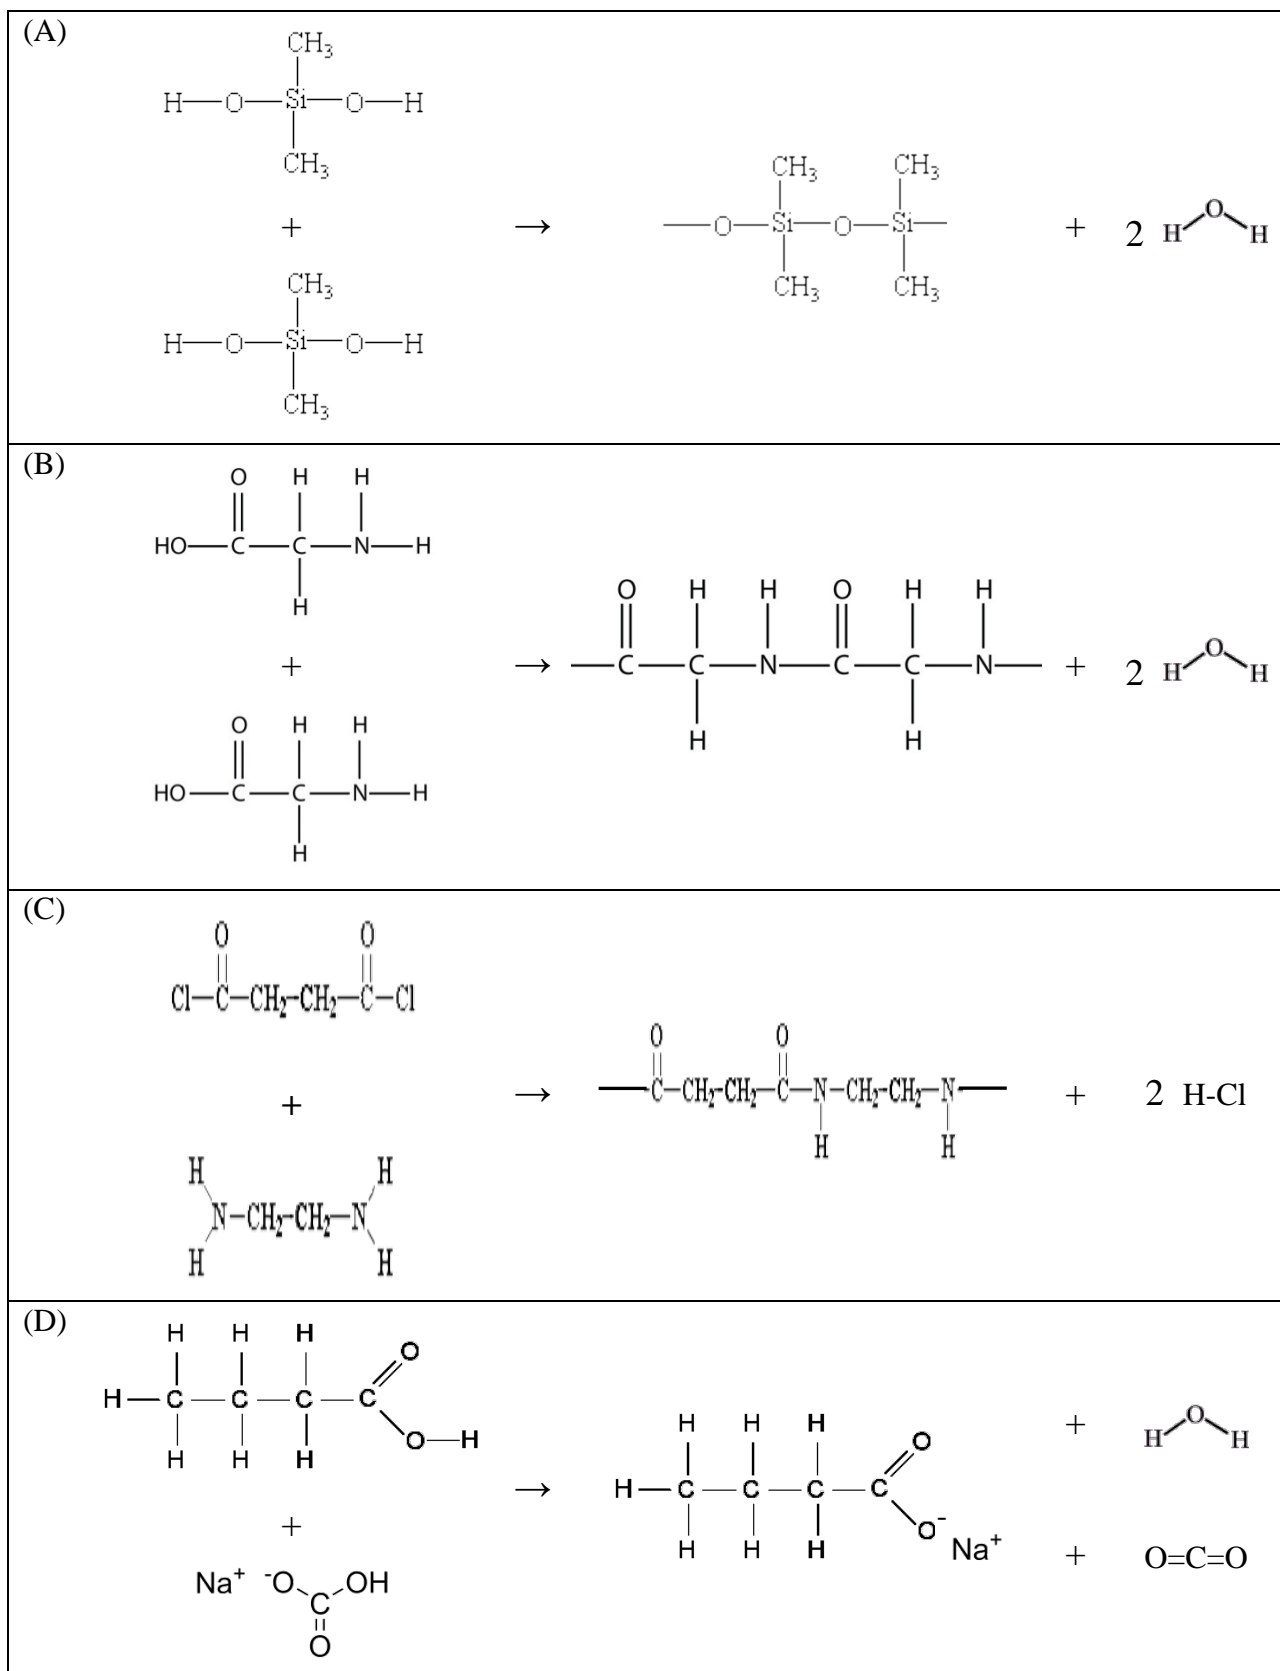 (A)
CH3
H—O—Si—O—H
CH3
+
CH3
H—O—Si—O—H
CH3
→
CH3 CH3
—O—Si—O—Si—
CH3 CH3
+ 2 H O H
(B)
O H H
HO—C—C—N—H
H
+
O H H
HO—C—C—N—H
H
→
O H H O H H
—C—C—N—C—C—N—
H H
+ 2 H O H
(C)
O O
Cl—C—CH2—CH2—C—Cl
+
H H
N—CH2—CH2—N
H H
→
O O
—C—CH2—CH2—C—N—CH2—CH2—N—
H H
+ 2 H-Cl
(D)
H H H O
H—C—C—C—C
O—H
H H H
+
Na+ -O OH
C
O
→
H H H O
H—C—C—C—C
O-
H H H Na+
+ H O H
+ O=C=O